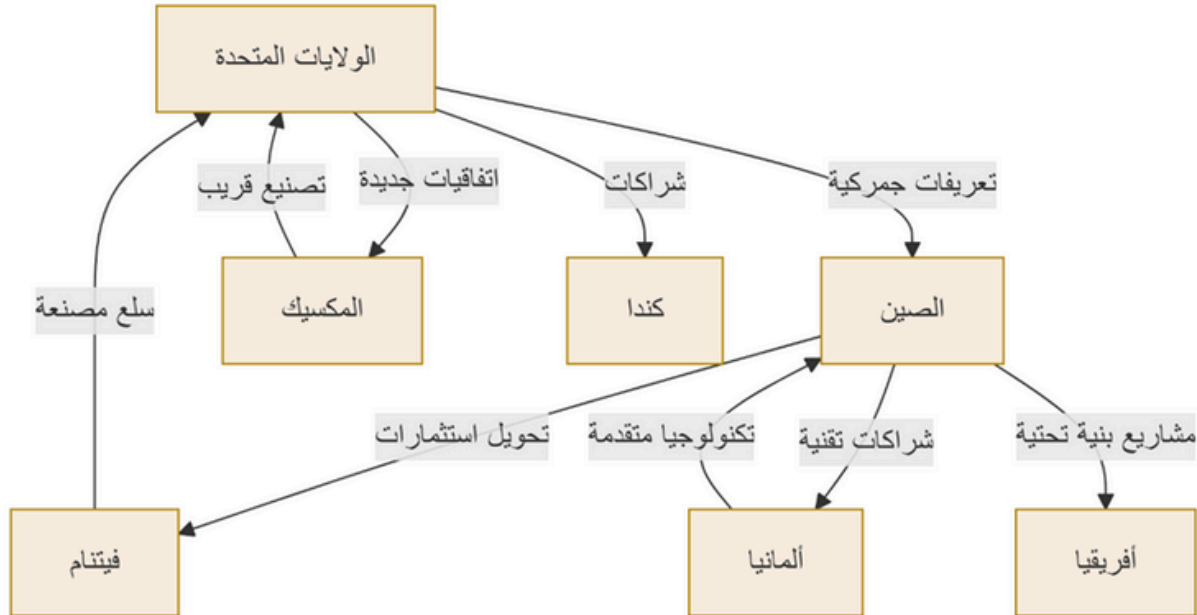 الولايات المتحدة
تعريفات جمركية
شراكات
اتفاقيات جديدة
تصنيع قريب
الصين
كندا
المكسيك
سلع مصنعة
مشاريع بنية تحتية
شراكات تقنية
تكنولوجيا متقدمة
تحويل استثمارات
أفريقيا
ألمانيا
فيتنام